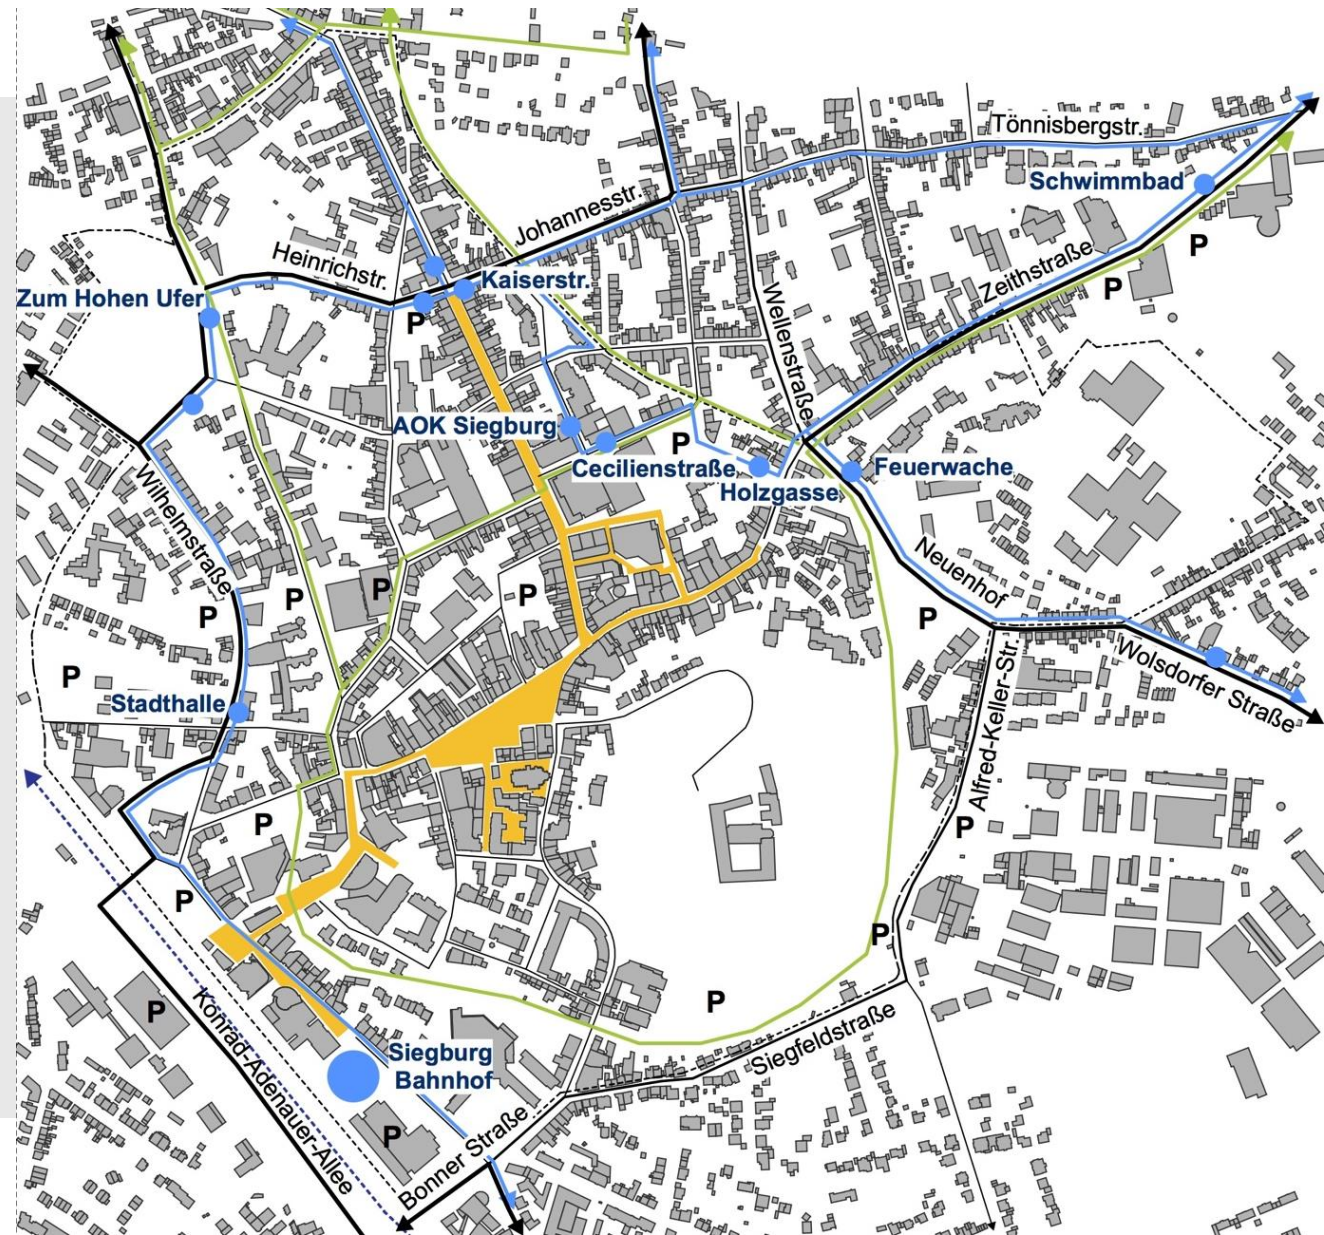 Tönnisbergstr.
Schwimmbad
P
Johannesstr.
Heinrichstr.
Zeithstraße
P
Kaiserstr.
Zum Hohen Ufer
P
Wellenstraße
AOK Siegburg
P
Cecilienstraße
Feuerwache
Holzgasse
Wilhelmstraße
Neuenhof
P
P
P
P
P
P
Wolsdorfer Straße
Alfred-Keller-Str.
P
Stadthalle
P
P
P
P
P
P
Konrad-Adenauer-Allee
Siegfeldstraße
Siegburg
Bahnhof
P
Bonner Straße